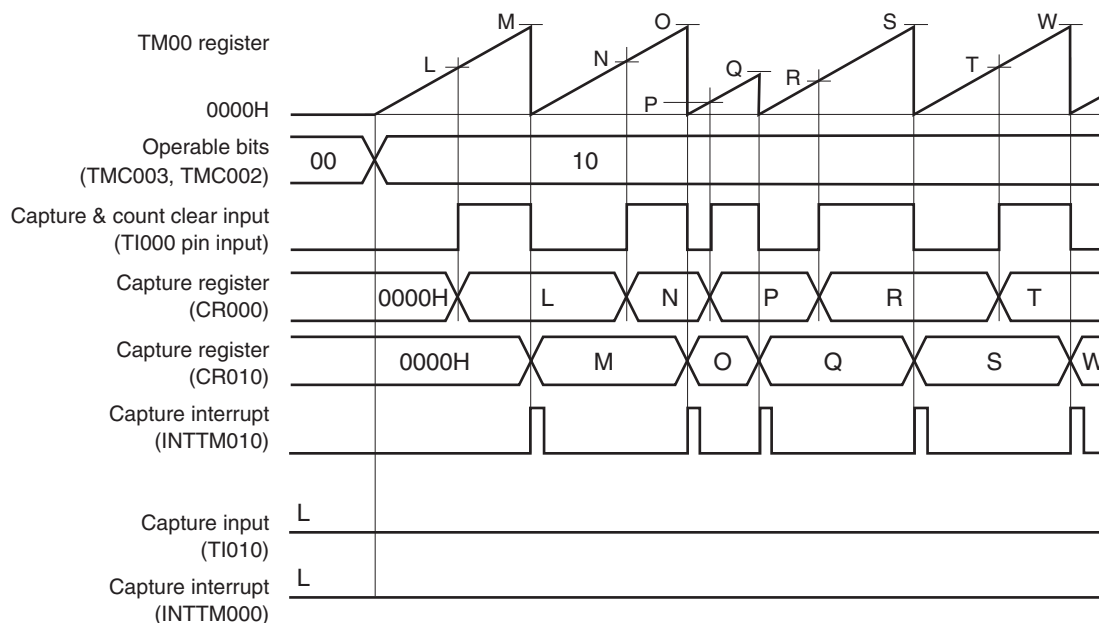 TM00 register
M
O
S
W
L
N
Q
R
T
P
0000H
Operable bits
(TMC003, TMC002)
00
10
Capture & count clear input
(TI000 pin input)
Capture register
(CR000)
0000H
L
N
P
R
T
Capture register
(CR010)
0000H
M
O
Q
S
W
Capture interrupt
(INTTM010)
Capture input
(TI010)
L
Capture interrupt
(INTTM000)
L